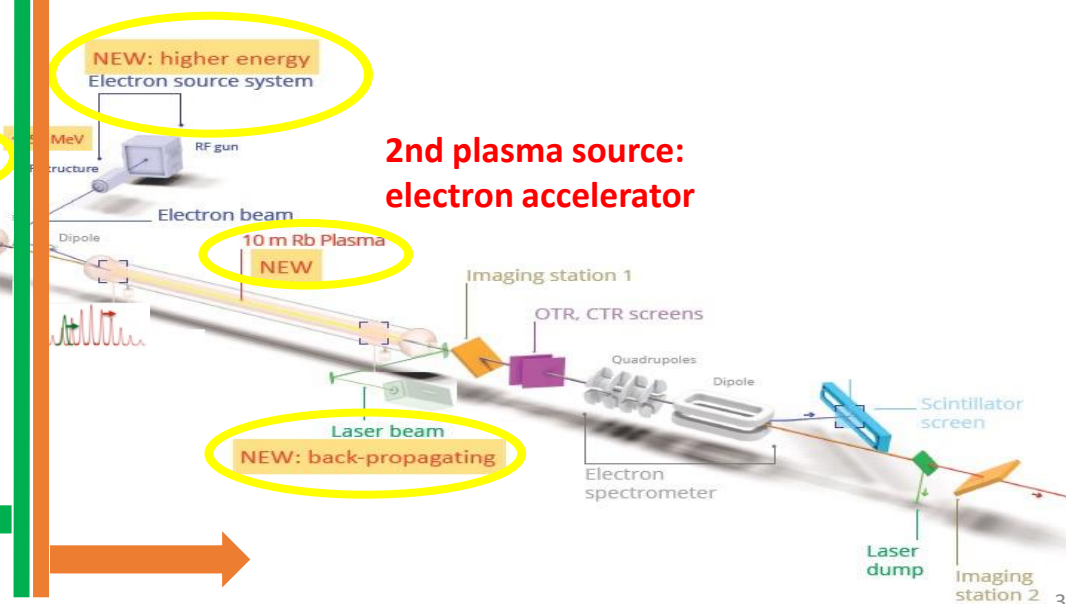 NEW: higher energy
Electron source system
MeV
RF gun
structure
2nd plasma source:
electron accelerator
Electron beam
Dipole
10 m Rb Plasma
NEW
Imaging station 1
OTR, CTR screens
Quadrupoles
Dipole
Scintillator
screen
Laser beam
NEW: back-propagating
Electron
spectrometer
Laser
dump
Imaging
station 2
3